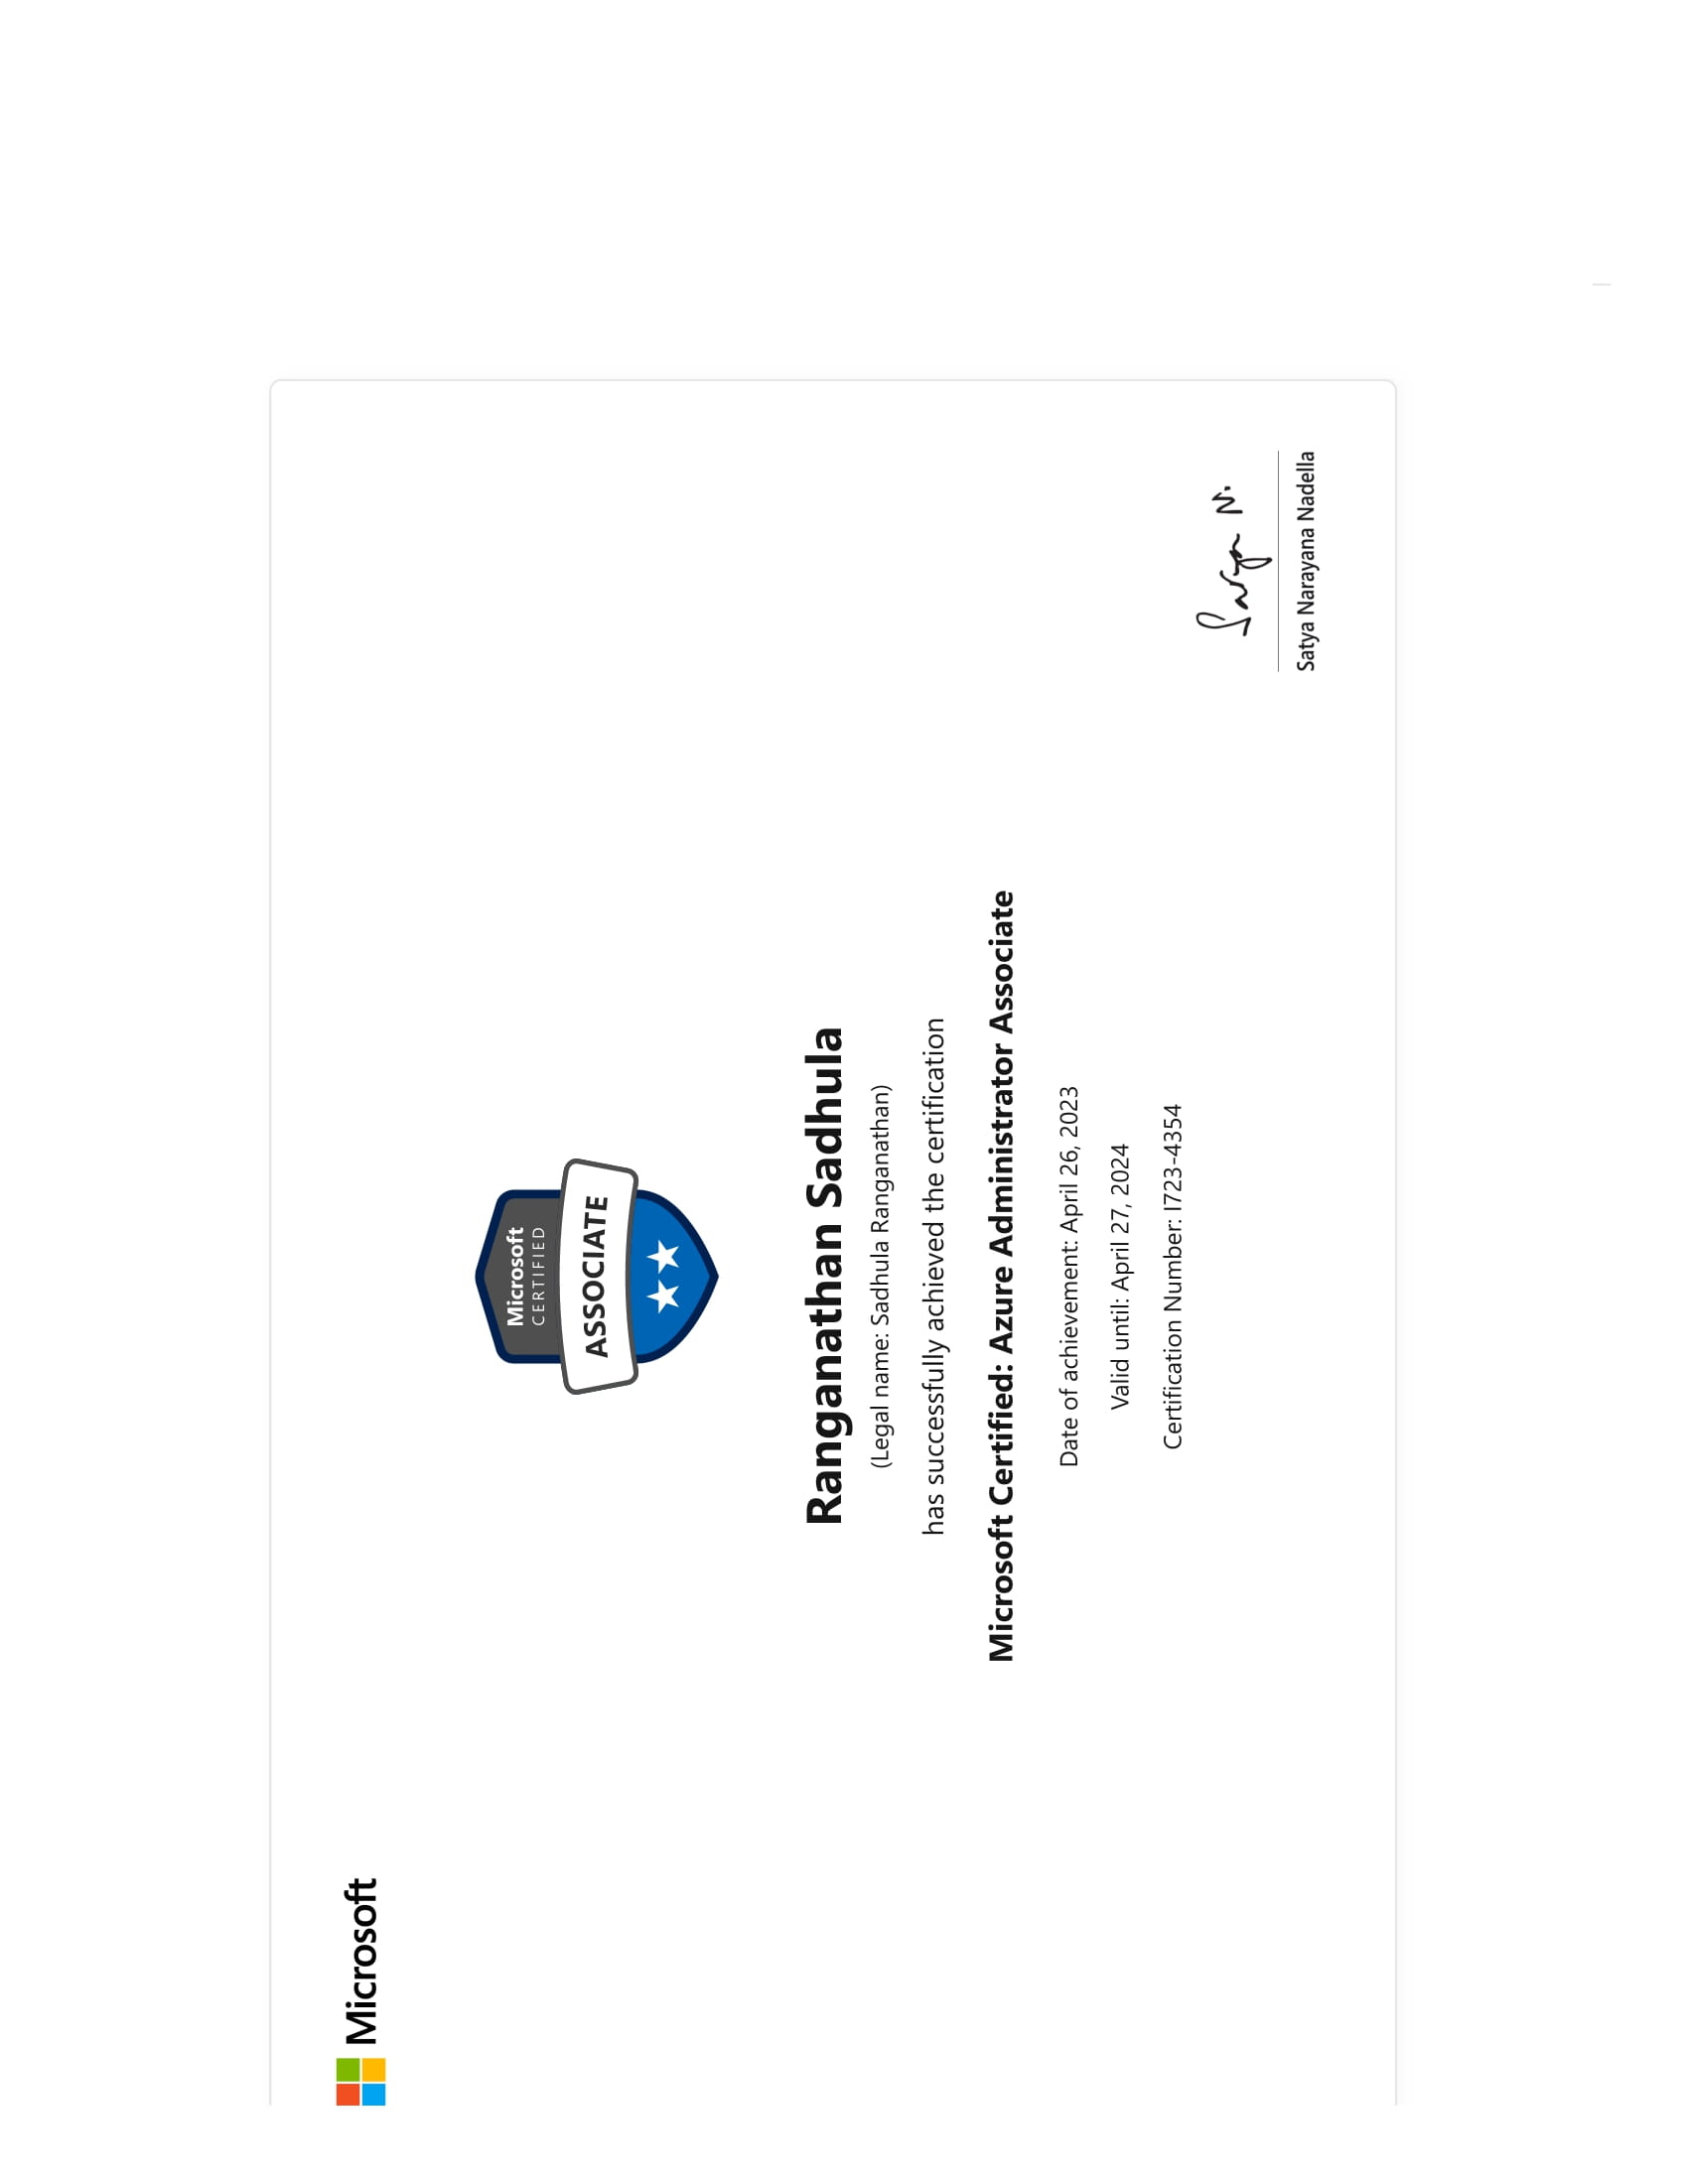 Microsoft
Microsoft
CERTIFIED
ASSOCIATE
Ranganathan Sadhula
(Legal name: Sadhula Ranganathan)
has successfully achieved the certification
Microsoft Certified: Azure Administrator Associate
Date of achievement: April 26, 2023
Valid until: April 27, 2024
Certification Number: I723-4354
Satya N.
Satya Narayana Nadella